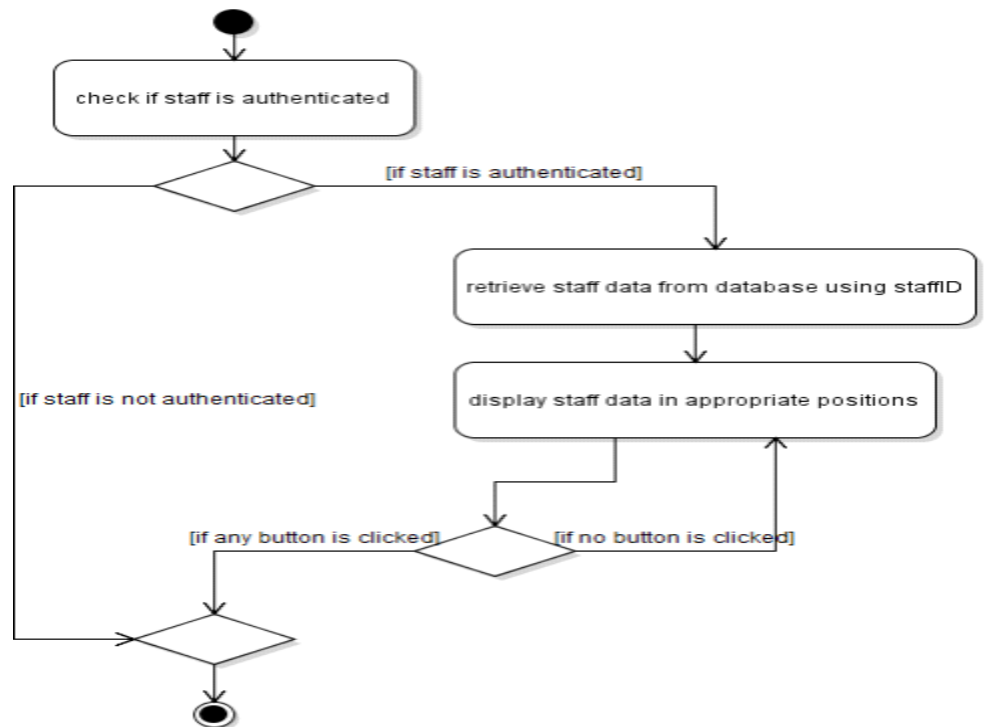 check if staff is authenticated
[if staff is authenticated]
retrieve staff data from database using staffID
[if staff is not authenticated]
display staff data in appropriate positions
[if any button is clicked]
[if no button is clicked]